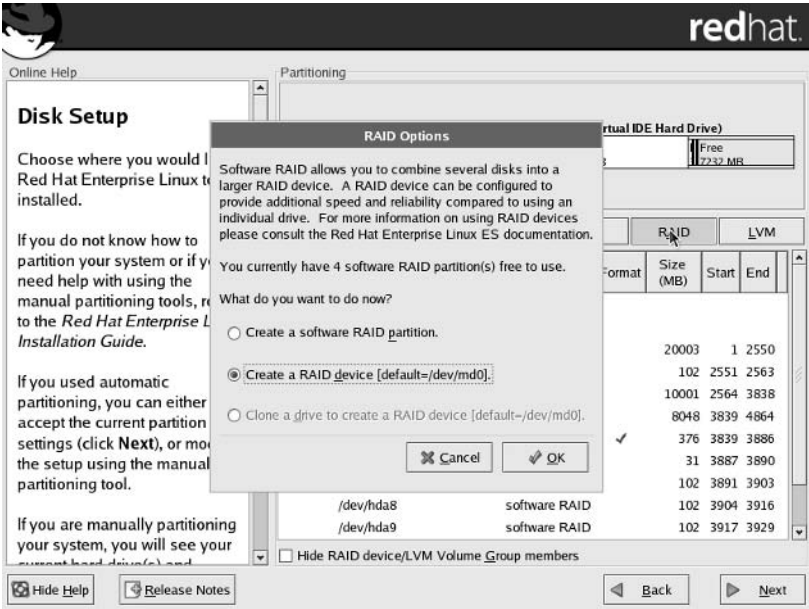 redhat.
Online Help
Disk Setup
Choose where you would l
Red Hat Enterprise Linux to
installed.
If you do not know how to
partition your system or if y
need help with using the
manual partitioning tools, r
to the Red Hat Enterprise L
Installation Guide.
If you used automatic
partitioning, you can either
accept the current partition
settings (click Next), or mo
the setup using the manual
partitioning tool.
If you are manually partitioning
your system, you will see your
current hard drive(s) and
Partitioning
rtual IDE Hard Drive)
Free
7232 MB
RAID
LVM
RAID Options
Software RAID allows you to combine several disks into a
larger RAID device. A RAID device can be configured to
provide additional speed and reliability compared to using an
individual drive. For more information on using RAID devices
please consult the Red Hat Enterprise Linux ES documentation.
You currently have 4 software RAID partition(s) free to use.
What do you want to do now?
Create a software RAID partition.
Create a RAID device [default=/dev/md0].
Clone a drive to create a RAID device [default=/dev/md0].
Cancel
OK
Format
Size
(MB)
Start
End
20003 1 2550
102 2551 2563
10001 2564 3838
8048 3839 4864
376 3839 3886
31 3887 3890
102 3891 3903
/dev/hda8 software RAID 102 3904 3916
/dev/hda9 software RAID 102 3917 3929
Hide RAID device/LVM Volume Group members
Hide Help
Release Notes
Back
Next